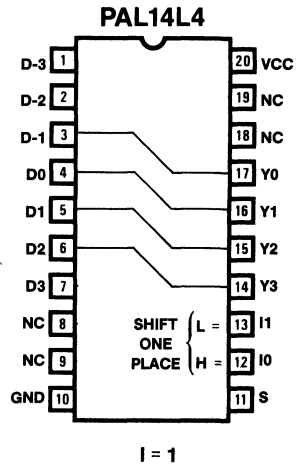 PAL14L4
D-3 1 20 VCC
D-2 2 19 NC
D-1 3 18 NC
D0 4 17 Y0
D1 5 16 Y1
D2 6 15 Y2
D3 7 14 Y3
NC 8 SHIFT L = 13 I1
ONE
NC 9 PLACE H = 12 I0
GND 10 11 S
I = 1